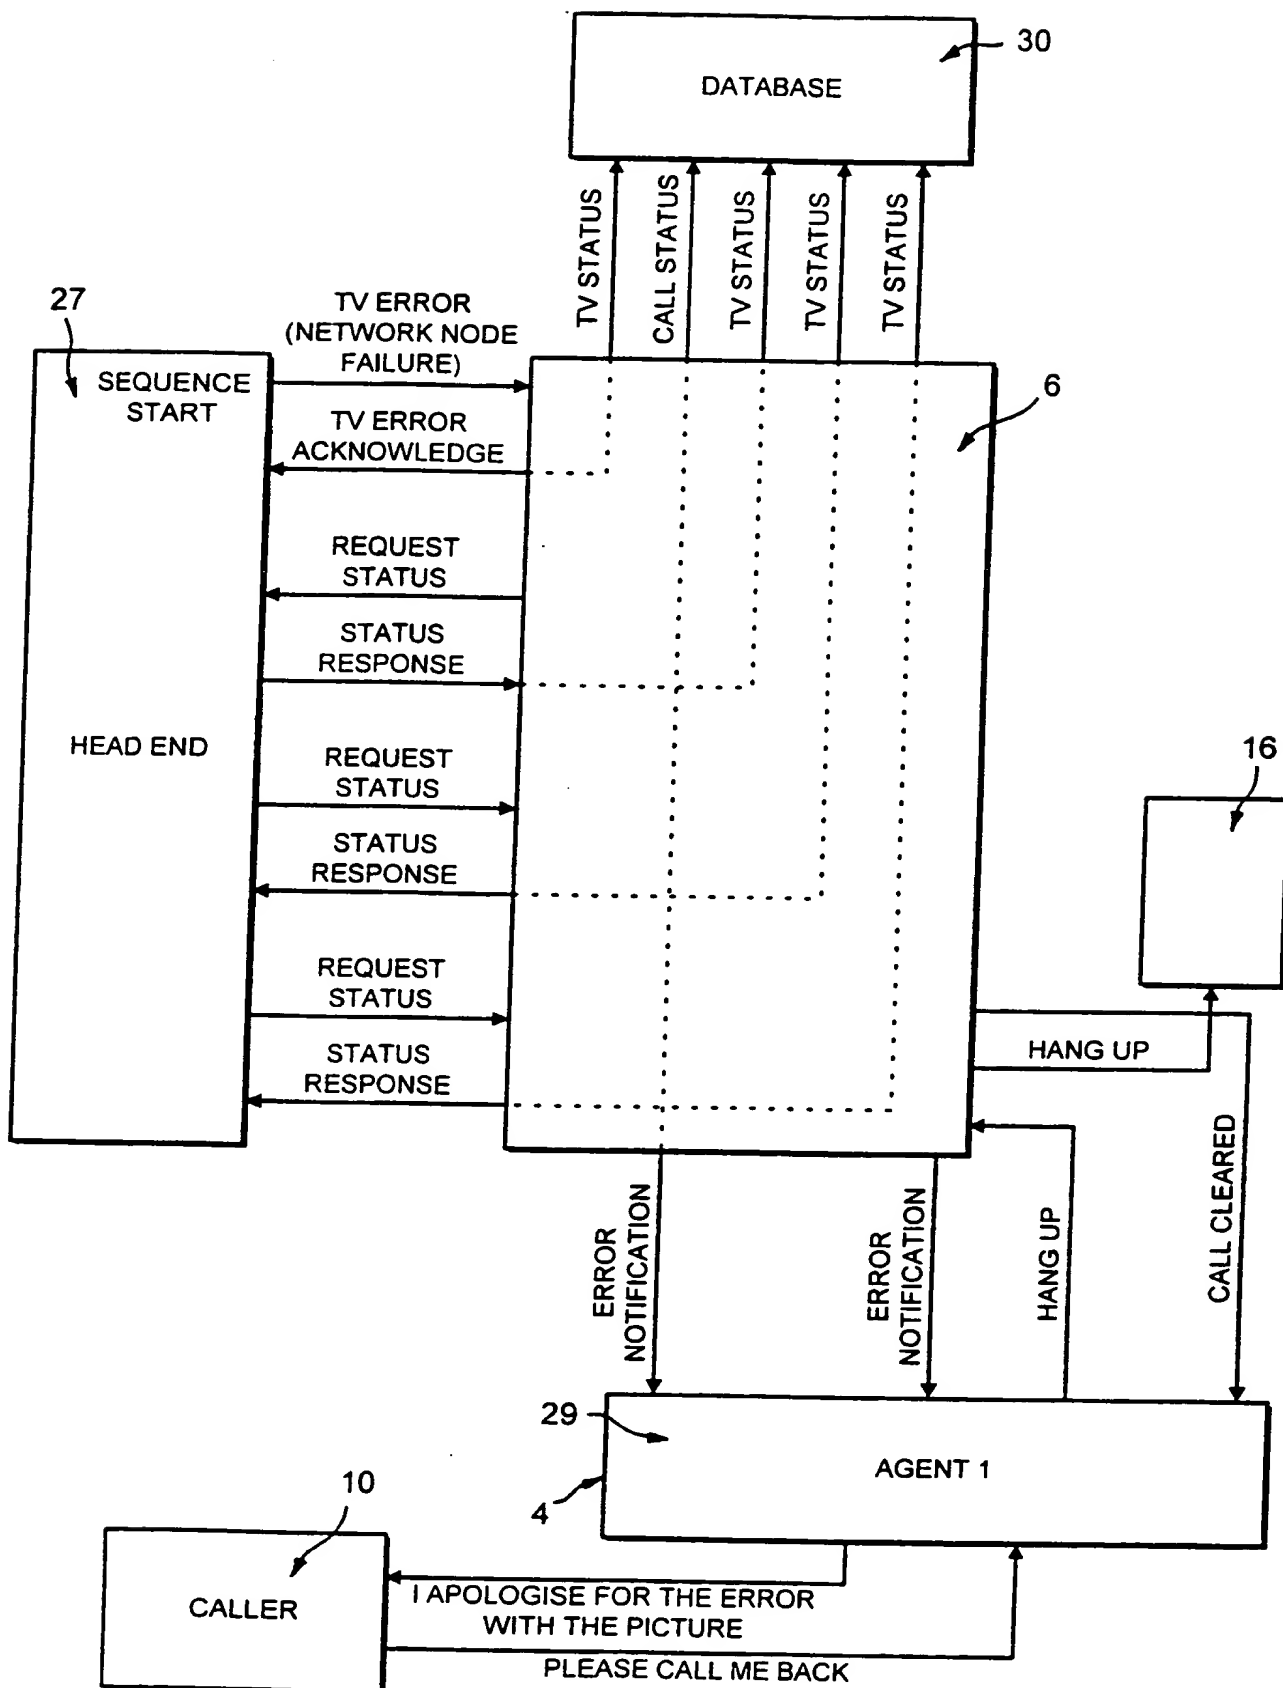 30
DATABASE
TV STATUS
CALL STATUS
TV STATUS
TV STATUS
TV STATUS
27
TV ERROR
(NETWORK NODE
FAILURE)
6
SEQUENCE
START
TV ERROR
ACKNOWLEDGE
REQUEST
STATUS
STATUS
RESPONSE
HEAD END
REQUEST
STATUS
16
STATUS
RESPONSE
REQUEST
STATUS
HANG UP
STATUS
RESPONSE
ERROR
NOTIFICATION
ERROR
NOTIFICATION
HANG UP
CALL CLEARED
29
AGENT 1
4
10
CALLER
I APOLOGISE FOR THE ERROR
WITH THE PICTURE
PLEASE CALL ME BACK